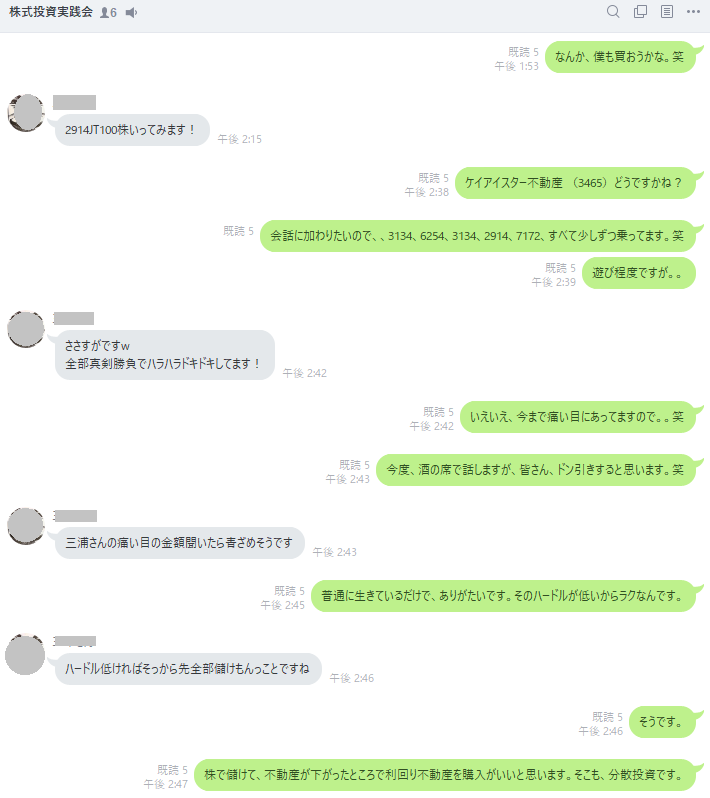 株式投資実践会 6
既読 5
午後 1:53
なんか、僕も買おうかな。笑
2914JT100株いってみます！
午後 2:15
既読 5
午後 2:38
ケイアイスター不動産 （3465）どうですかね？
既読 5
会話に加わりたいので、、3134、6254、3134、2914、7172、すべて少しずつ乗ってます。笑
既読 5
午後 2:39
遊び程度ですが。。
ささすがですw
全部真剣勝負でハラハラドキドキしてます！
午後 2:42
既読 5
午後 2:42
いえいえ、今まで痛い目にあってますので。。笑
既読 5
午後 2:43
今度、酒の席で話しますが、皆さん、ドン引きすると思います。笑
三浦さんの痛い目の金額聞いたら青ざめそうです
午後 2:43
既読 5
午後 2:45
普通に生きているだけで、ありがたいです。そのハードルが低いからラクなんです。
ハードル低ければそっから先全部儲けもんっことですね
午後 2:46
既読 5
午後 2:46
そうです。
既読 5
午後 2:47
株で儲けて、不動産が下がったところで利回り不動産を購入がいいと思います。そこも、分散投資です。